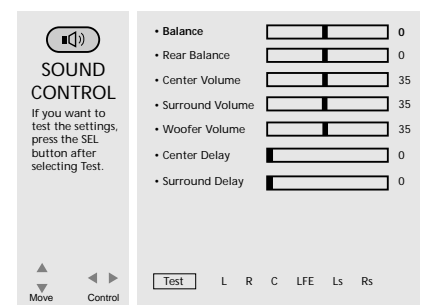 SOUND
CONTROL
If you want to
test the settings,
press the SEL
button after
selecting Test.
Move Control
• Balance 0
• Rear Balance 0
• Center Volume 35
• Surround Volume 35
• Woofer Volume 35
• Center Delay 0
• Surround Delay 0
Test L R C LFE Ls Rs